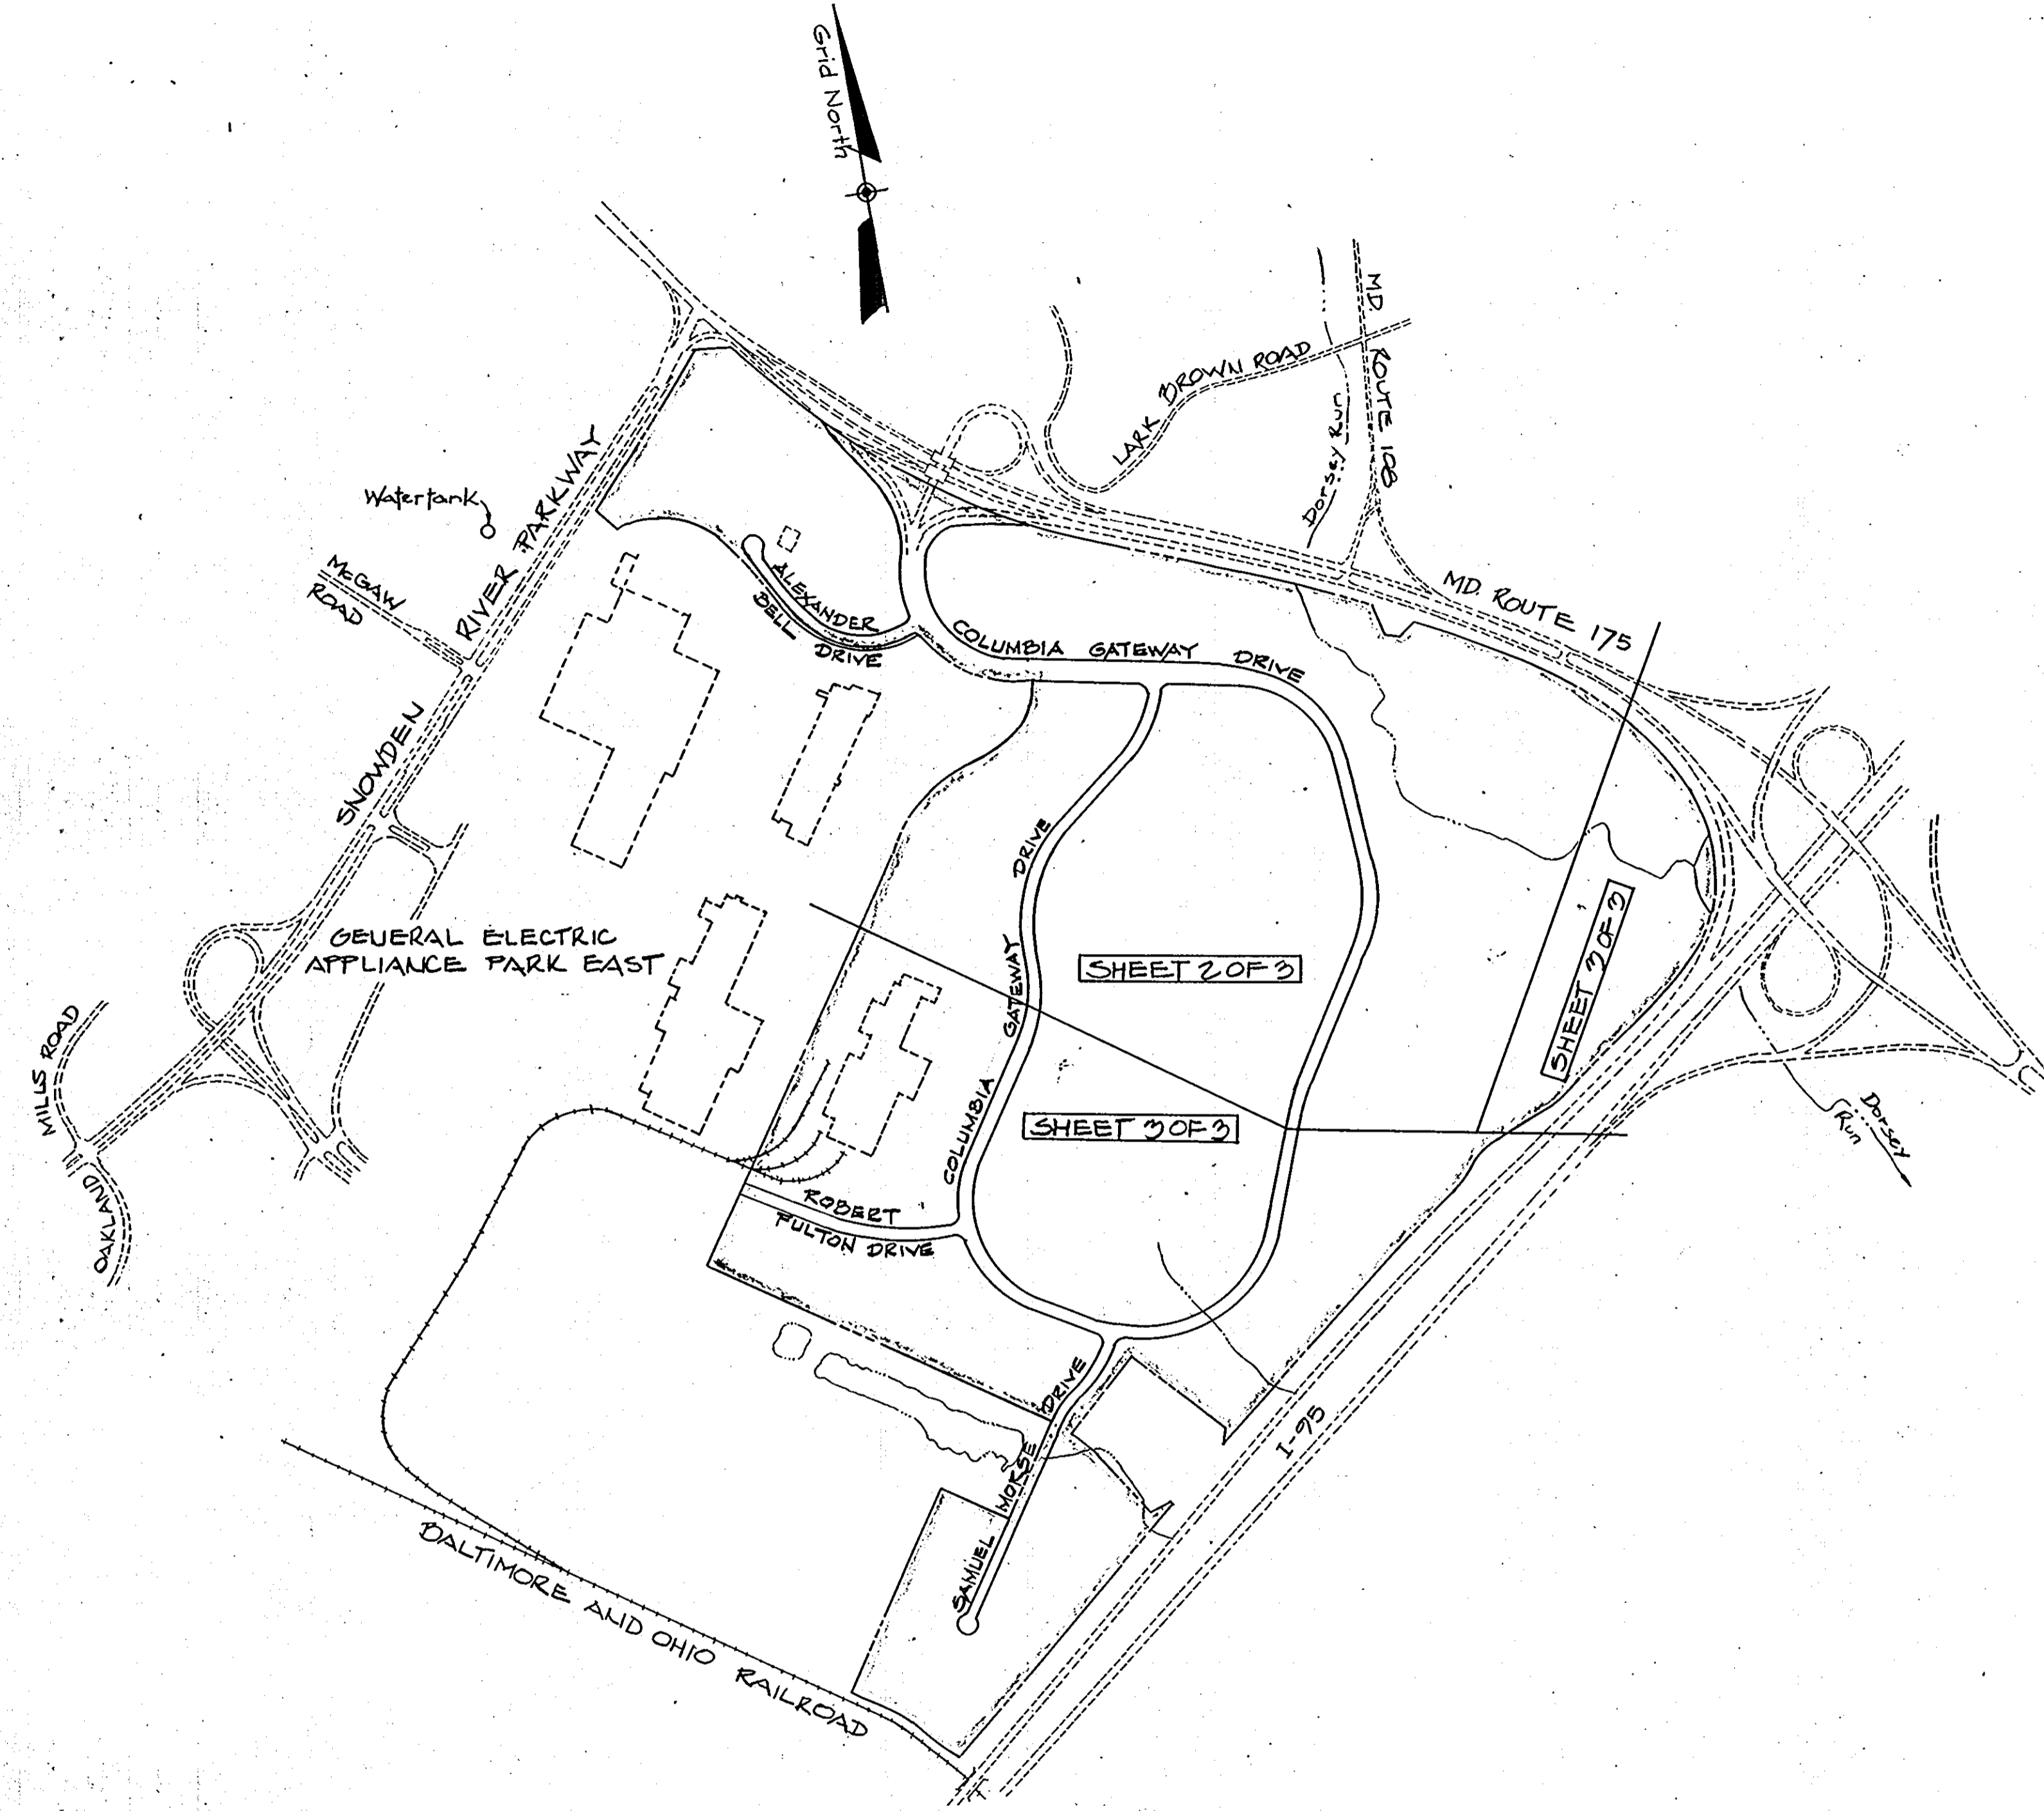 Grid North
MD. ROUTE 108
LARK BROWN ROAD
Dorsey Run
Watertank
SNOWDEN RIVER PARKWAY
McGAW
ROAD
ALEXANDER
BELL
DRIVE
COLUMBIA GATEWAY DRIVE
MD. ROUTE 175
COLUMBIA GATEWAY DRIVE
GENERAL ELECTRIC
APPLIANCE PARK EAST
SHEET 2 OF 3
SHEET 3 OF 3
SHEET 3 OF 3
OAKLAND MILLS ROAD
Dorsey
Run
ROBERT
FULTON DRIVE
SAMUEL MORSE DRIVE
I-95
BALTIMORE AND OHIO RAILROAD